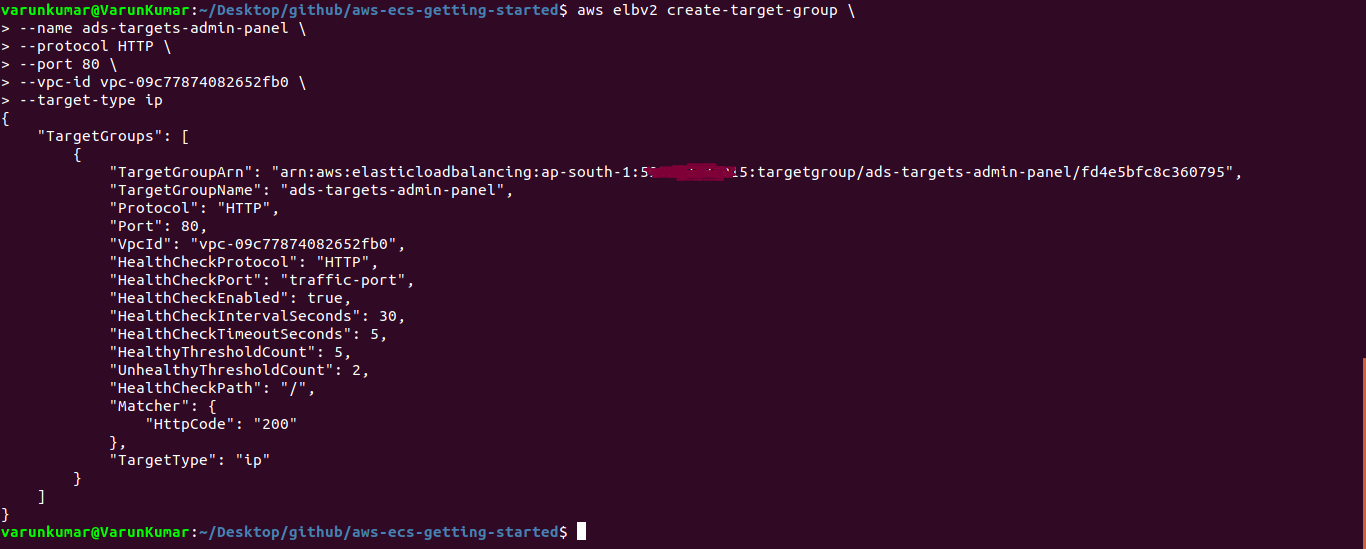 varunkumar@VarunKumar:~/Desktop/github/aws-ecs-getting-started$ aws elbv2 create-target-group \
> --name ads-targets-admin-panel \
> --protocol HTTP \
> --port 80 \
> --vpc-id vpc-09c77874082652fb0 \
> --target-type ip
{
    "TargetGroups": [
        {
            "TargetGroupArn": "arn:aws:elasticloadbalancing:ap-south-1:5 15:targetgroup/ads-targets-admin-panel/fd4e5bfc8c360795",
            "TargetGroupName": "ads-targets-admin-panel",
            "Protocol": "HTTP",
            "Port": 80,
            "VpcId": "vpc-09c77874082652fb0",
            "HealthCheckProtocol": "HTTP",
            "HealthCheckPort": "traffic-port",
            "HealthCheckEnabled": true,
            "HealthCheckIntervalSeconds": 30,
            "HealthCheckTimeoutSeconds": 5,
            "HealthyThresholdCount": 5,
            "UnhealthyThresholdCount": 2,
            "HealthCheckPath": "/",
            "Matcher": {
                "HttpCode": "200"
            },
            "TargetType": "ip"
        }
    ]
}
varunkumar@VarunKumar:~/Desktop/github/aws-ecs-getting-started$